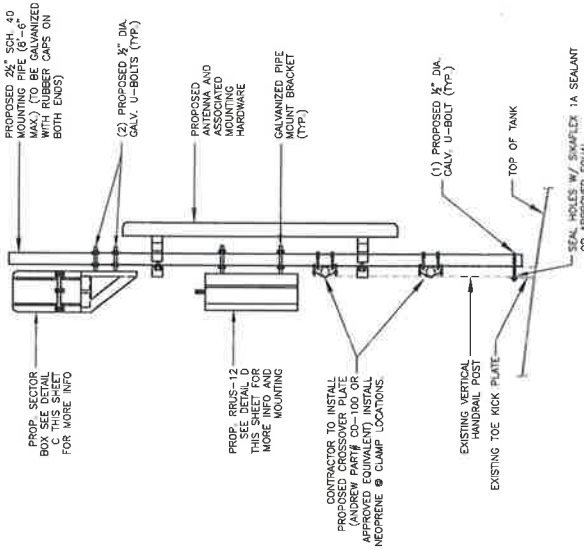 PROPOSED 2½" SCH. 40
MOUNTING PIPE (8'-6"
MAX.) (TO BE GALVANIZED
WITH RUBBER CAPS ON
BOTH ENDS)
(2) PROPOSED ½" DIA.
GALV. U-BOLTS (TYP.)
PROPOSED
ANTENNA AND
ASSOCIATED
MOUNTING
HARDWARE
GALVANIZED PIPE
MOUNT BRACKET
(TYP.)
(1) PROPOSED ½" DIA.
GALV. U-BOLT (TYP.)
TOP OF TANK
SEAL HOLES W/ SIKAFLEX 1A SEALANT
OR APPROVED EQUAL
PROP. SECTOR
BOX SEE DETAIL
C THIS SHEET
FOR MORE INFO
PROP. RRUS-12
SEE DETAIL D
THIS SHEET FOR
MORE INFO AND
MOUNTING
CONTRACTOR TO INSTALL
PROPOSED CROSSOVER PLATE
(ANDREW PART# CO-100 OR
APPROVED EQUIVALENT) INSTALL
NEOPRENE @ CLAMP LOCATIONS.
EXISTING VERTICAL
HANDRAIL POST
EXISTING TOE KICK PLATE